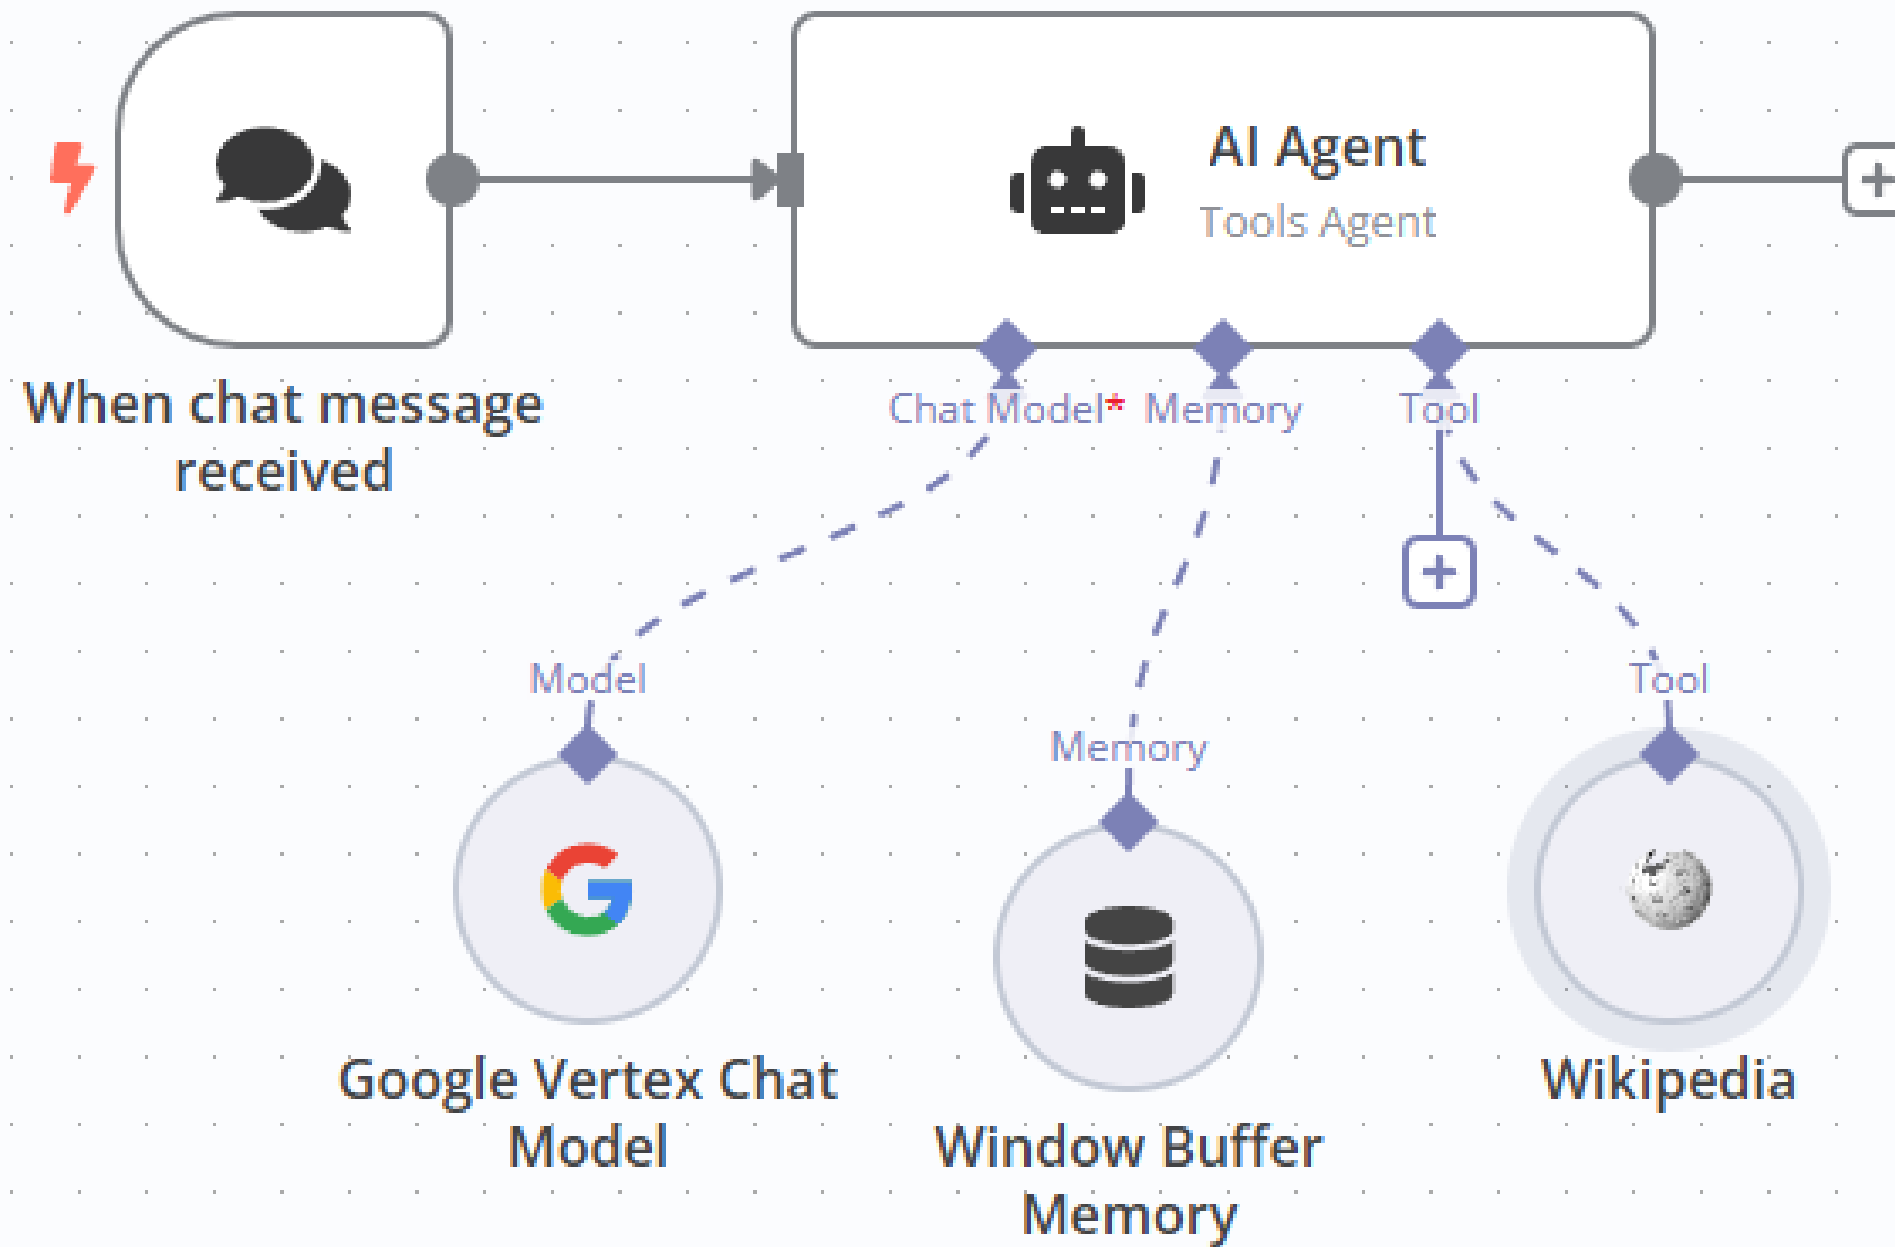 AI Agent
Tools Agent
When chat message
received
Chat Model* Memory Tool
Model
Tool
Memory
Google Vertex Chat
Model
Wikipedia
Window Buffer
Memory